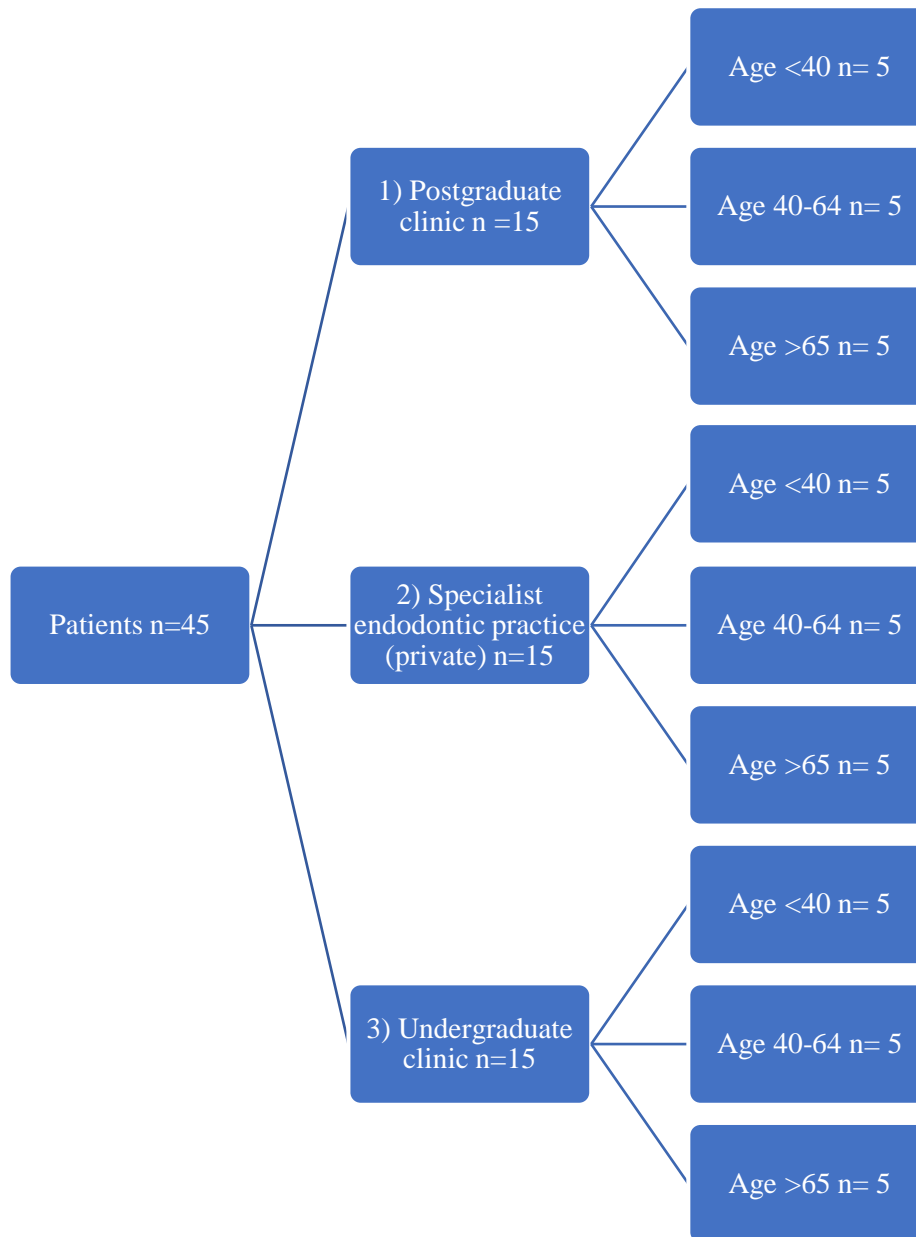 Patients n=45
1) Postgraduate
clinic n =15
Age <40 n= 5
Age 40-64 n= 5
Age >65 n= 5
2) Specialist
endodontic practice
(private) n=15
Age <40 n= 5
Age 40-64 n= 5
Age >65 n= 5
3) Undergraduate
clinic n=15
Age <40 n= 5
Age 40-64 n= 5
Age >65 n= 5